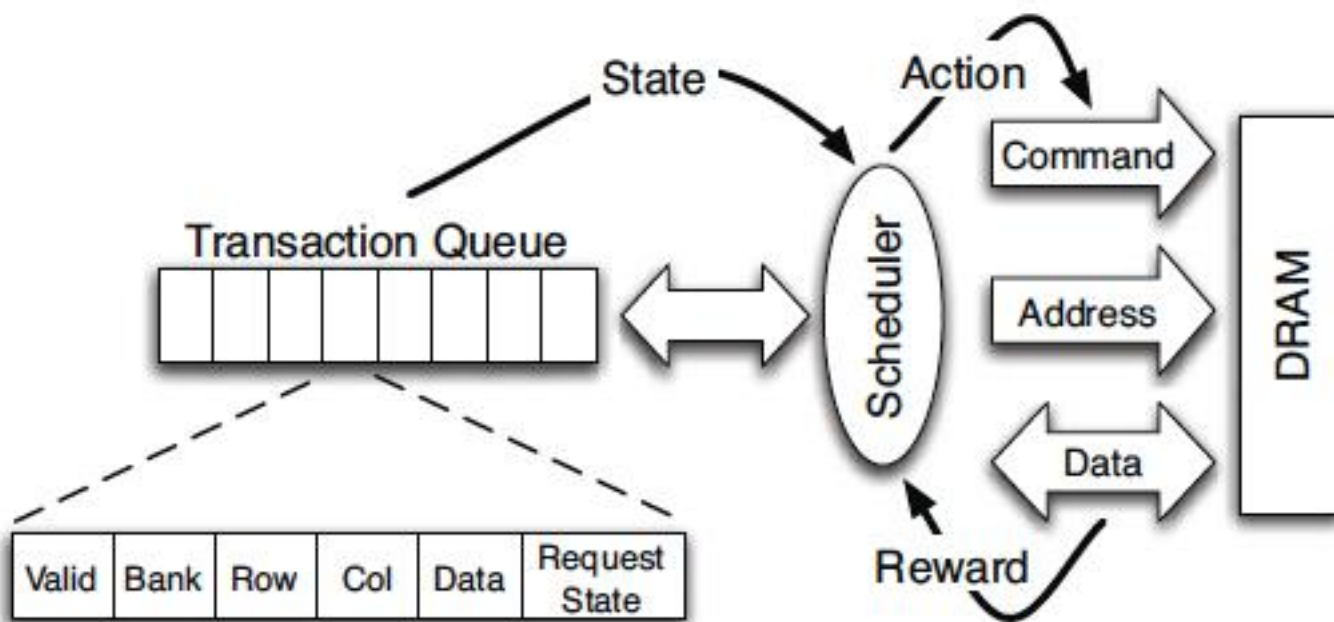 State
Action
Command
Transaction Queue
Scheduler
Address
DRAM
Data
Reward
Valid
Bank
Row
Col
Data
Request
State